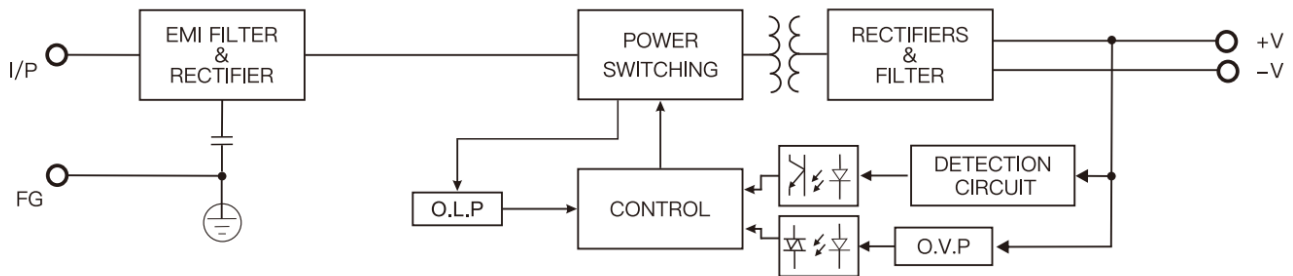 I/P
EMI FILTER
&
RECTIFIER
FG
POWER
SWITCHING
RECTIFIERS
&
FILTER
+V
−V
O.L.P
CONTROL
DETECTION
CIRCUIT
O.V.P